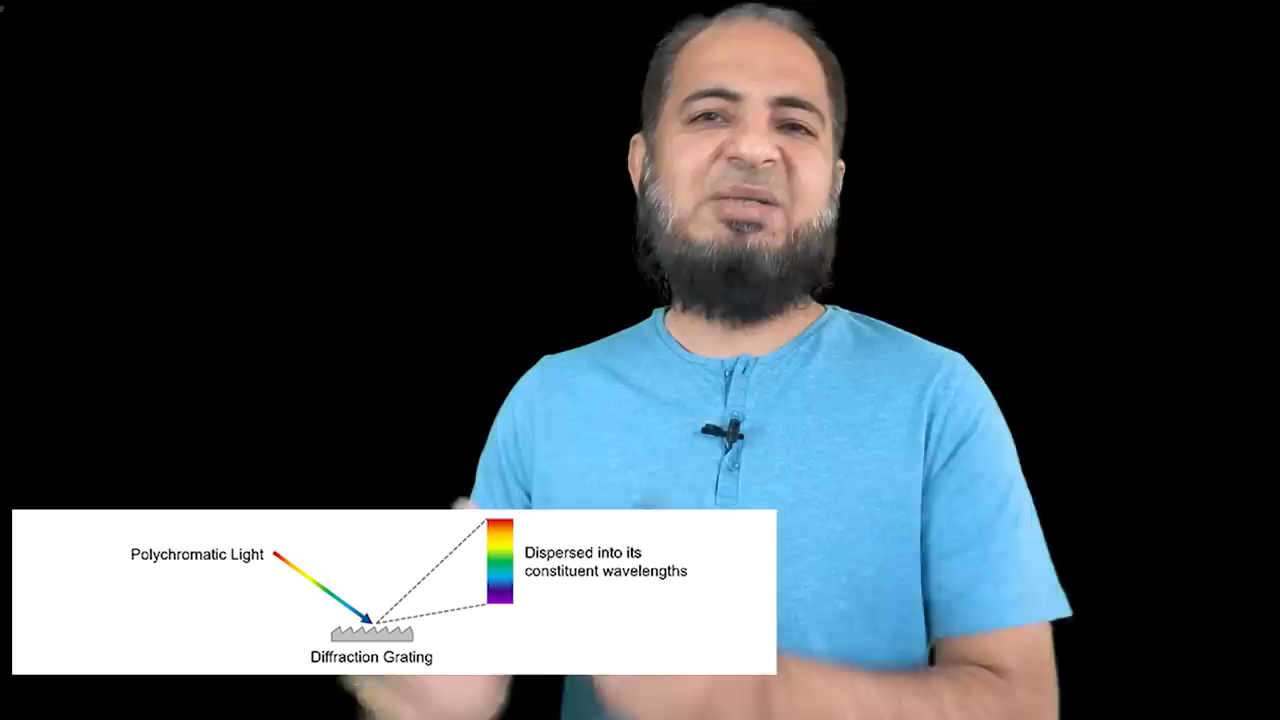 Polychromatic Light
Dispersed into its
constituent wavelengths
Diffraction Grating